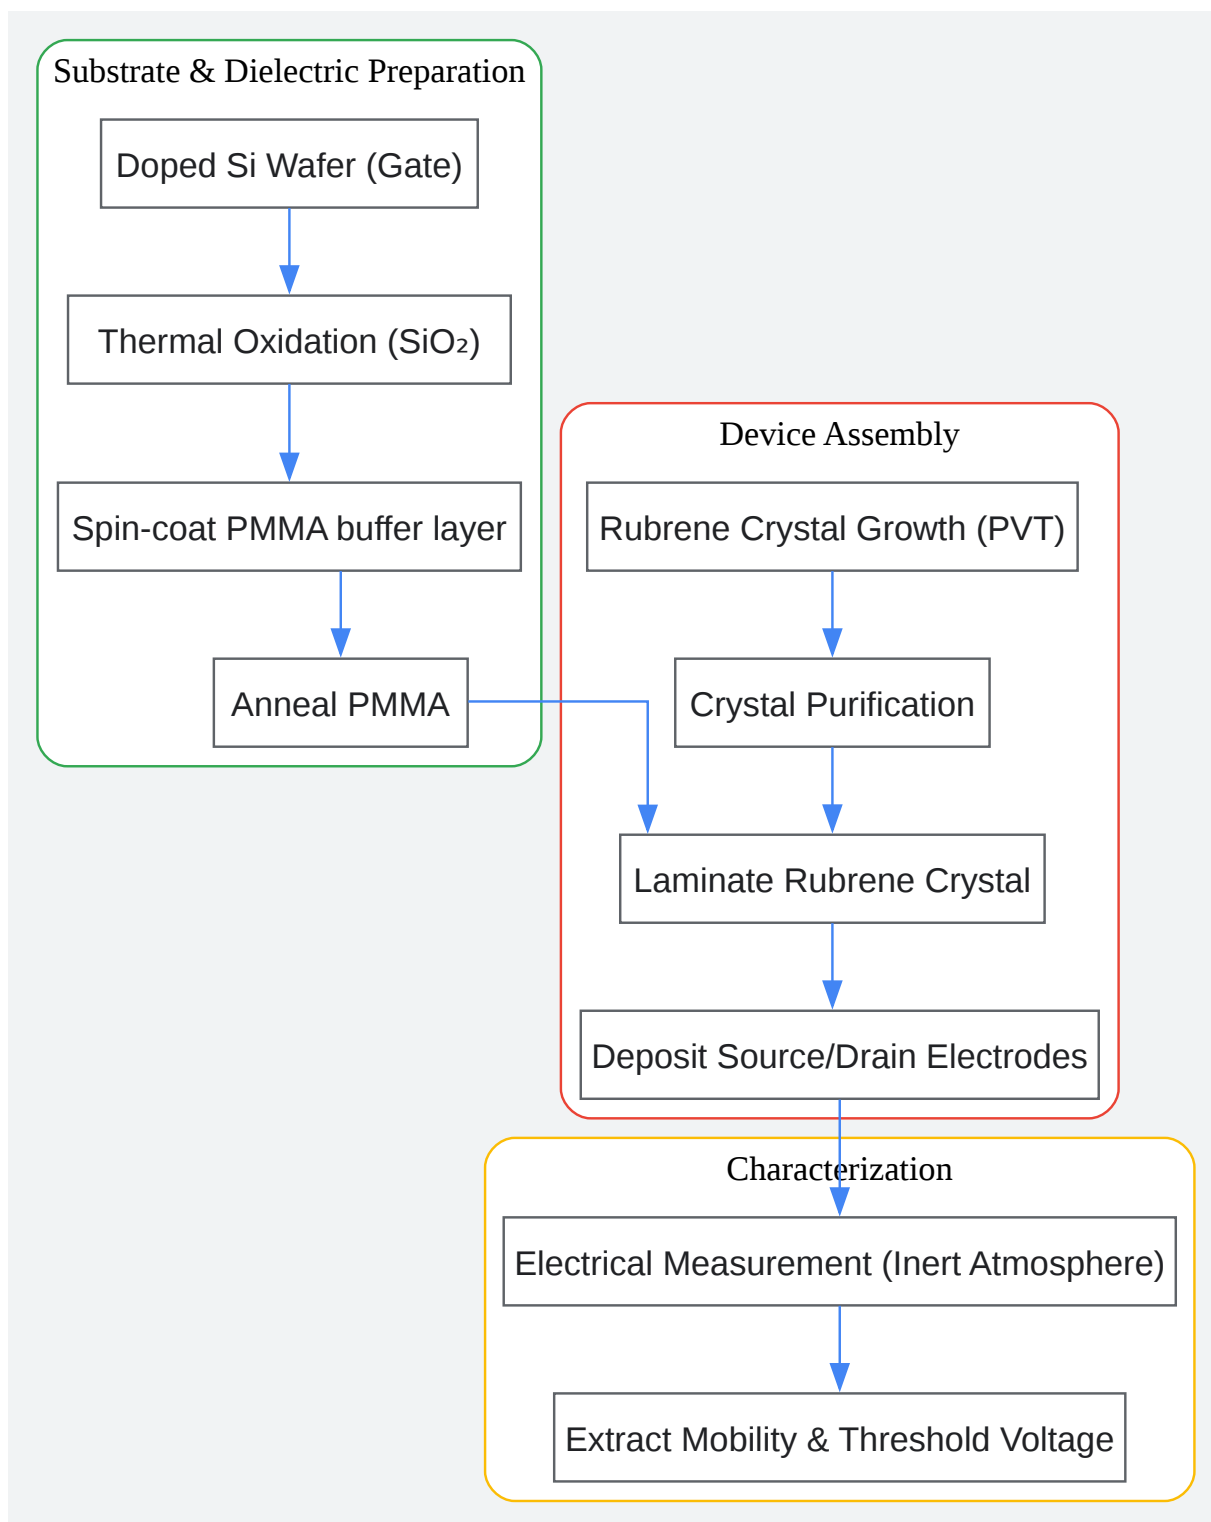 Substrate & Dielectric Preparation
Doped Si Wafer (Gate)
Thermal Oxidation (SiO₂)
Spin-coat PMMA buffer layer
Anneal PMMA
Device Assembly
Rubrene Crystal Growth (PVT)
Crystal Purification
Laminate Rubrene Crystal
Deposit Source/Drain Electrodes
Characterization
Electrical Measurement (Inert Atmosphere)
Extract Mobility & Threshold Voltage